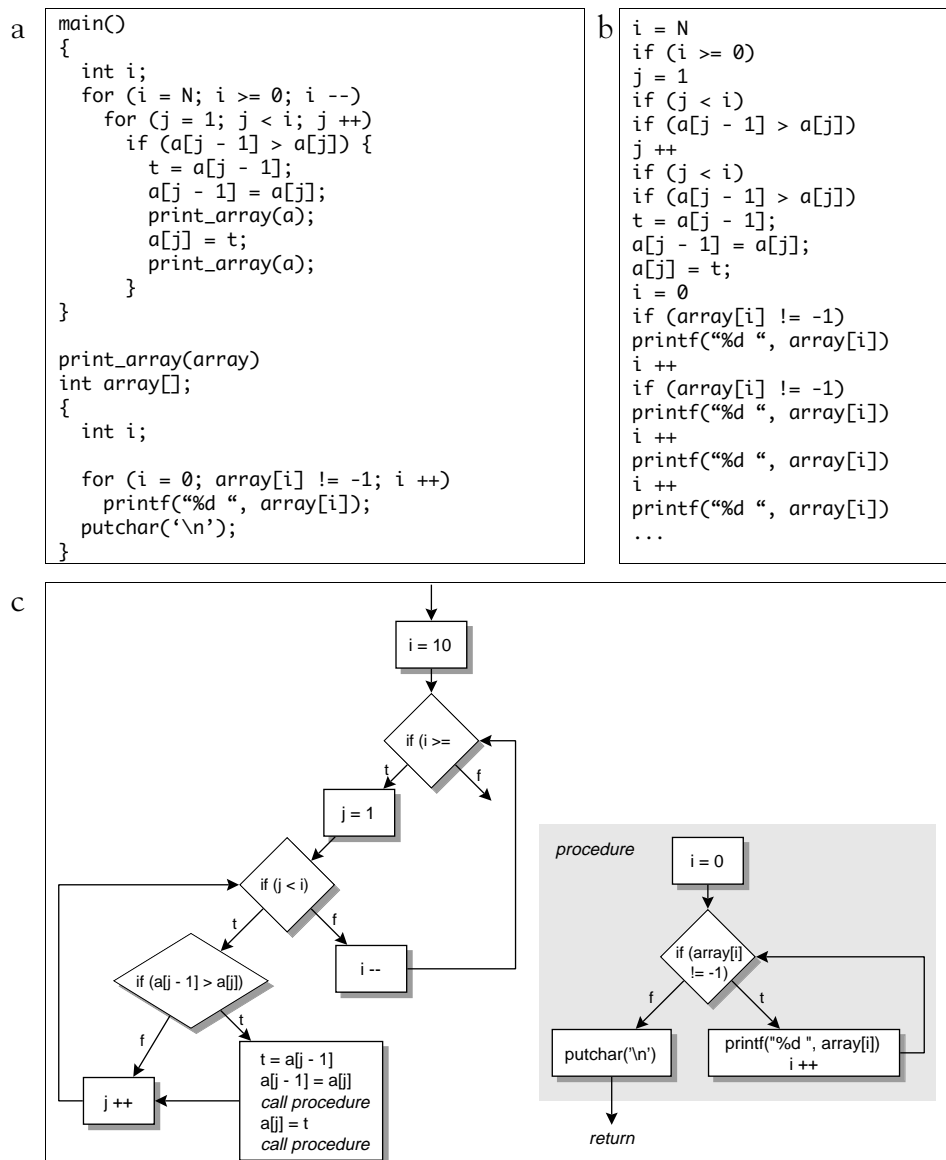 a
main()
{
  int i;
  for (i = N; i >= 0; i --)
    for (j = 1; j < i; j ++)
      if (a[j - 1] > a[j]) {
        t = a[j - 1];
        a[j - 1] = a[j];
        print_array(a);
        a[j] = t;
        print_array(a);
      }
}
print_array(array)
int array[];
{
  int i;
  for (i = 0; array[i] != -1; i ++)
    printf(“%d “, array[i]);
  putchar(‘\n’);
}
b
i = N
if (i >= 0)
j = 1
if (j < i)
if (a[j - 1] > a[j])
j ++
if (j < i)
if (a[j - 1] > a[j])
t = a[j - 1];
a[j - 1] = a[j];
a[j] = t;
i = 0
if (array[i] != -1)
printf(“%d “, array[i])
i ++
if (array[i] != -1)
printf(“%d “, array[i])
i ++
printf(“%d “, array[i])
i ++
printf(“%d “, array[i])
...
c
i = 10
if (i >=
t
f
j = 1
if (j < i)
t
f
i --
if (a[j - 1] > a[j])
f
t
j ++
t = a[j - 1]
a[j - 1] = a[j]
call procedure
a[j] = t
call procedure
procedure
i = 0
if (array[i]
!= -1)
f
t
putchar('\n')
printf("%d ", array[i])
i ++
return